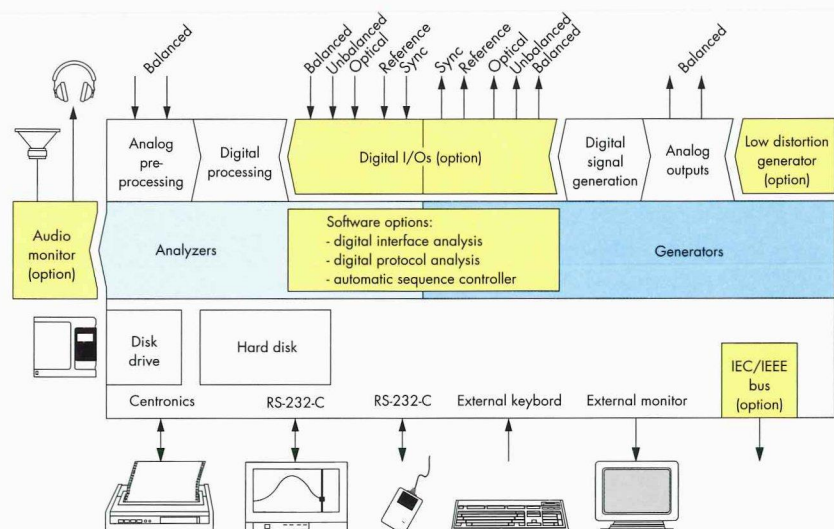 Balanced
Balanced
Unbalanced
Optical
Reference
Sync
Sync
Reference
Optical
Unbalanced
Balanced
Balanced
Analog
pre-
processing
Digital
processing
Digital I/Os (option)
Digital
signal
generation
Analog
outputs
Low distortion
generator
(option)
Audio
monitor
(option)
Analyzers
Software options:
- digital interface analysis
- digital protocol analysis
- automatic sequence controller
Generators
Disk
drive
Hard disk
IEC/IEEE
bus
(option)
Centronics
RS-232-C
RS-232-C
External keybord
External monitor